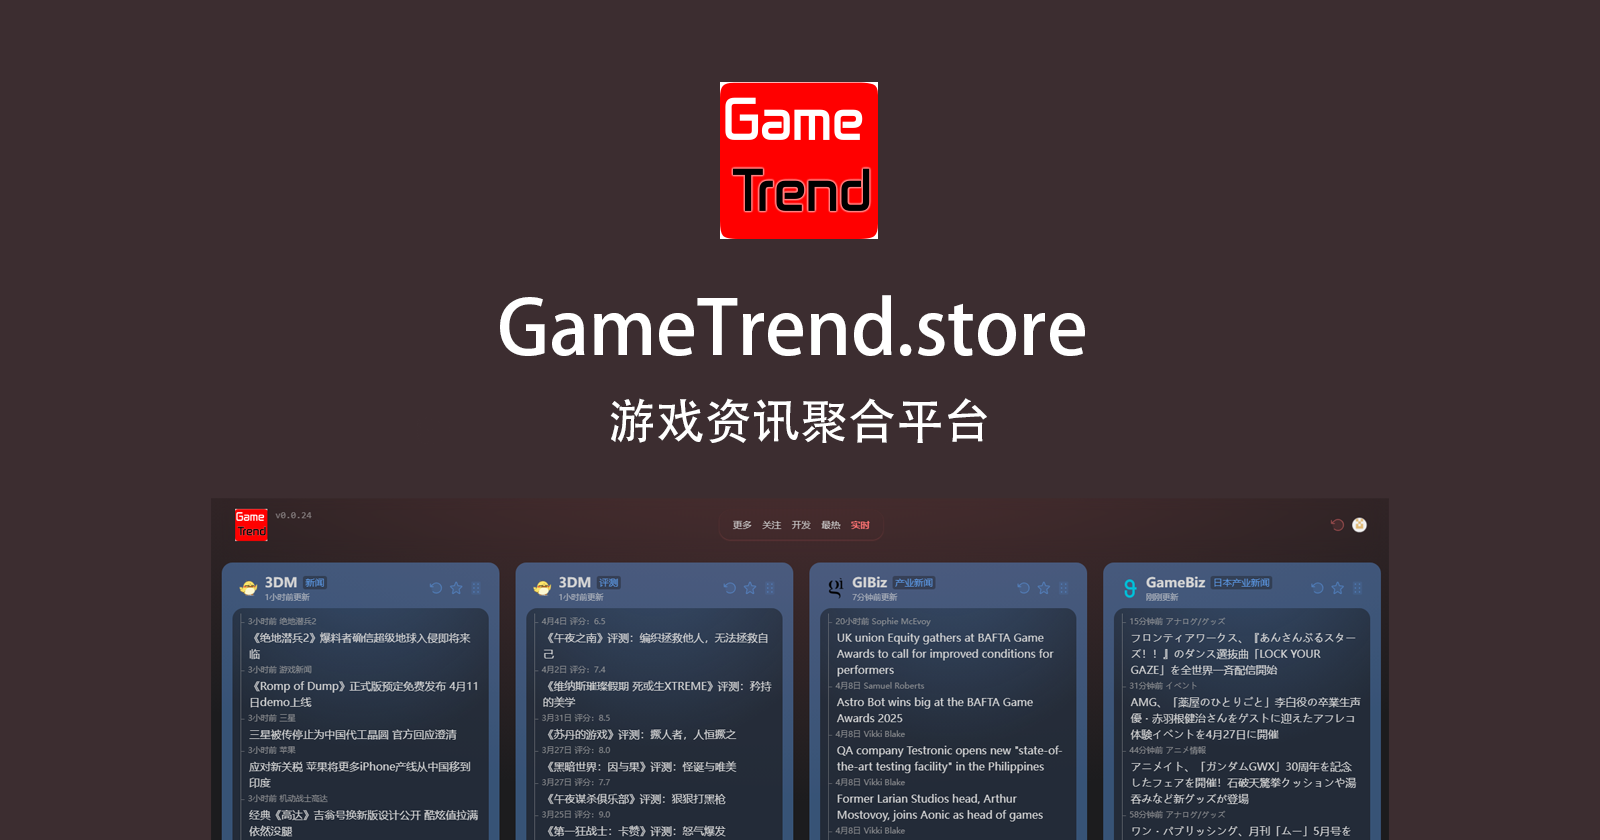 Game
Trend
GameTrend.store
游戏资讯聚合平台
Game
Trend
v0.0.24
更多 关注 开发 最热 实时
3DM 新闻
1小时前更新
3小时前 绝地潜兵2
《绝地潜兵2》爆料者确信超级地球入侵即将来
临
3小时前 游戏新闻
《Romp of Dump》正式版预定免费发布 4月11
日demo上线
3小时前 三星
三星被传停止为中国代工晶圆 官方回应澄清
3小时前 苹果
应对新关税 苹果将更多iPhone产线从中国移到
印度
3小时前 机动战士高达
经典《高达》吉翁号换新版设计公开 酷炫值拉满
依然没腿
3DM 评测
1小时前更新
4月4日 评分：6.5
《午夜之南》评测：编织拯救他人，无法拯救自
己
4月2日 评分：7.4
《维纳斯璀璨假期 死或生XTREME》评测：矜持
的美学
3月31日 评分：8.5
《苏丹的游戏》评测：撅人者，人恒撅之
3月27日 评分：8.0
《黑暗世界：因与果》评测：怪诞与唯美
3月27日 评分：7.7
《午夜谋杀俱乐部》评测：狠狠打黑枪
3月25日 评分：9.0
《第一狂战士：卡赞》评测：怒气爆发
gi GIBiz 产业新闻
7分钟前更新
20小时前 Sophie McEvoy
UK union Equity gathers at BAFTA Game
Awards to call for improved conditions for
performers
4月8日 Samuel Roberts
Astro Bot wins big at the BAFTA Game
Awards 2025
4月8日 Vikki Blake
QA company Testronic opens new "state-of-
the-art testing facility" in the Philippines
4月8日 Vikki Blake
Former Larian Studios head, Arthur
Mostovoy, joins Aonic as head of games
4月8日 Vikki Blake
GameBiz 日本产业新闻
刚刚更新
15分钟前 アナログ/グッズ
フロンティアワークス、『あんさんぶるスター
ズ！！』のダンス選抜曲「LOCK YOUR
GAZE」を全世界一斉配信開始
31分钟前 イベント
AMG、「薬屋のひとりごと」李白役の卒業生声
優・赤羽根健治さんをゲストに迎えたアフレコ
体験イベントを4月27日に開催
44分钟前 アニメ情報
アニメイト、「ガンダムGWX」30周年を記念
したフェアを開催！石破天驚拳クッションや湯
呑みなど新グッズが登場
58分钟前 アナログ/グッズ
ワン・パブリッシング、月刊「ムー」5月号を